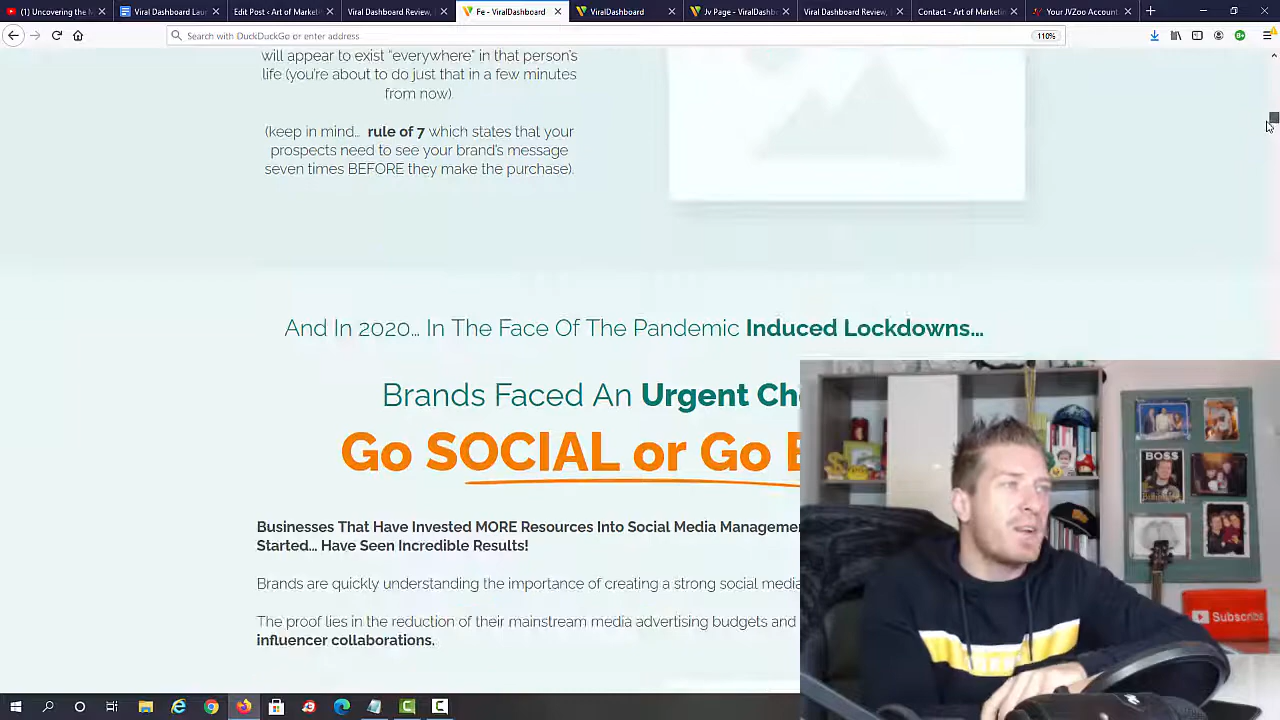 (1) Uncovering the M
Viral Dashboard Lau
Edit Post ‹ Art of Market
Viral Dashboard Review,
Fe - ViralDashboard
ViralDashboard
Jv Page - ViralDashb
Viral Dashboard Review,
Contact - Art of Marketin
Your JVZoo Account
Search with DuckDuckGo or enter address
110%
will appear to exist “everywhere” in that person’s
life (you’re about to do just that in a few minutes
from now).
(keep in mind… rule of 7 which states that your
prospects need to see your brand’s message
seven times BEFORE they make the purchase).
And In 2020… In The Face Of The Pandemic Induced Lockdowns…
Brands Faced An Urgent Ch
Go SOCIAL or Go
Businesses That Have Invested MORE Resources Into Social Media Manageme
Started… Have Seen Incredible Results!
Brands are quickly understanding the importance of creating a strong social media
The proof lies in the reduction of their mainstream media advertising budgets and
influencer collaborations.
BOSS
Subscribe